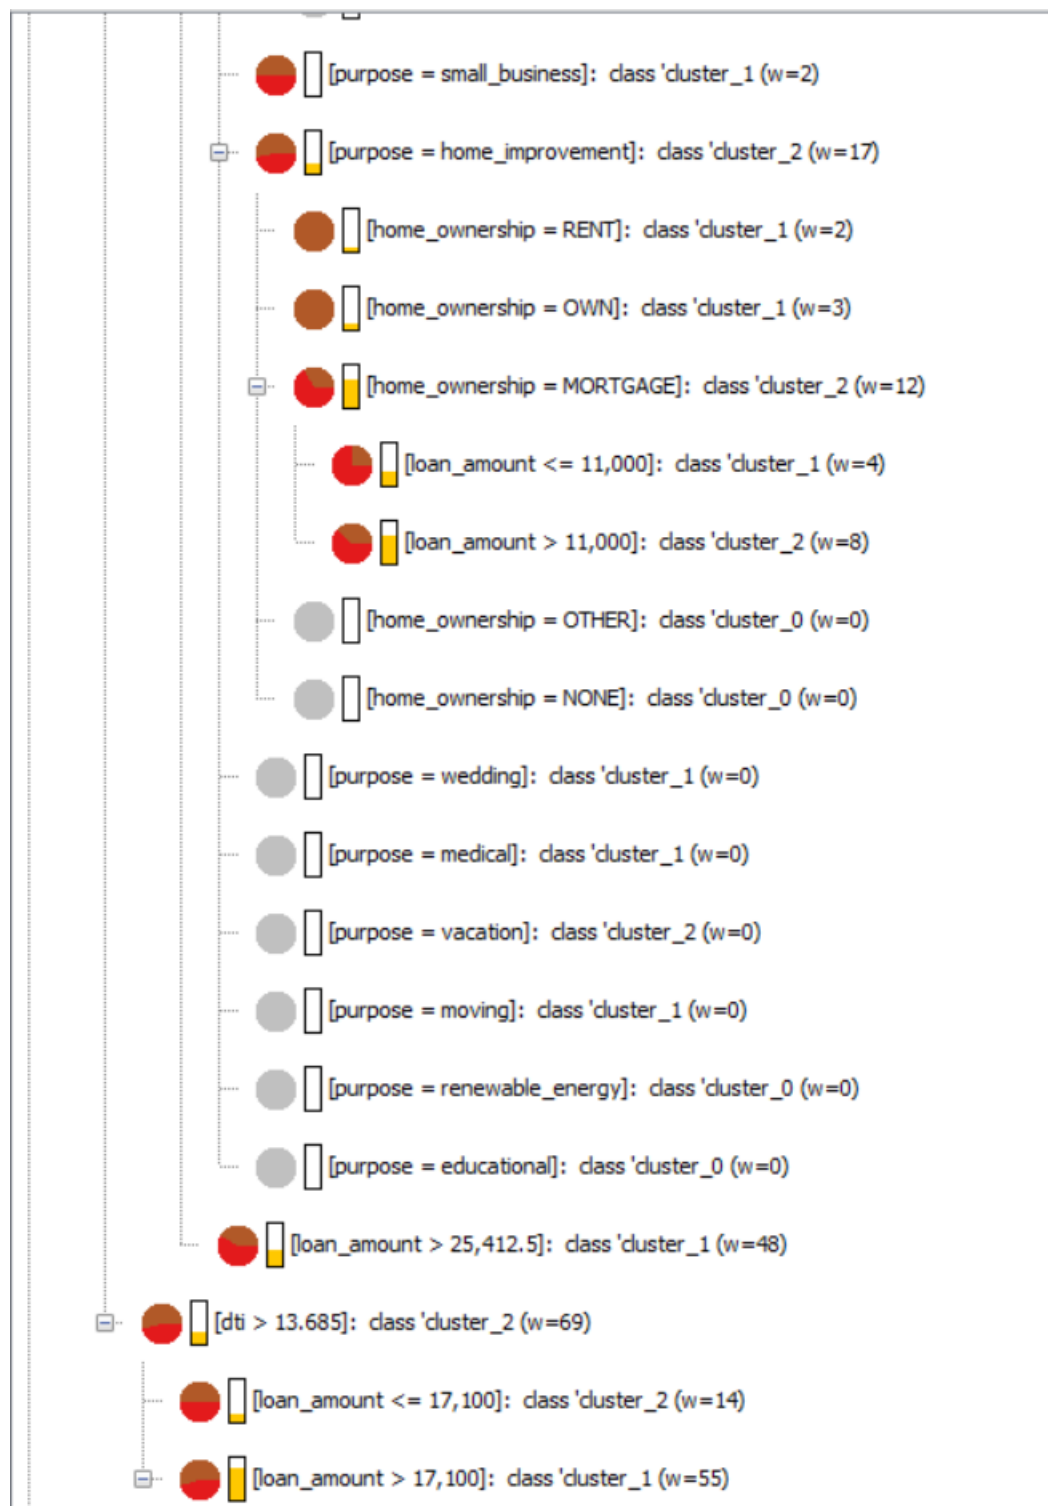 [purpose = small_business]: class 'cluster_1 (w=2)
[purpose = home_improvement]: class 'cluster_2 (w=17)
[home_ownership = RENT]: class 'cluster_1 (w=2)
[home_ownership = OWN]: class 'cluster_1 (w=3)
[home_ownership = MORTGAGE]: class 'cluster_2 (w=12)
[loan_amount <= 11,000]: class 'cluster_1 (w=4)
[loan_amount > 11,000]: class 'cluster_2 (w=8)
[home_ownership = OTHER]: class 'cluster_0 (w=0)
[home_ownership = NONE]: class 'cluster_0 (w=0)
[purpose = wedding]: class 'cluster_1 (w=0)
[purpose = medical]: class 'cluster_1 (w=0)
[purpose = vacation]: class 'cluster_2 (w=0)
[purpose = moving]: class 'cluster_1 (w=0)
[purpose = renewable_energy]: class 'cluster_0 (w=0)
[purpose = educational]: class 'cluster_0 (w=0)
[loan_amount > 25,412.5]: class 'cluster_1 (w=48)
[dti > 13.685]: class 'cluster_2 (w=69)
[loan_amount <= 17,100]: class 'cluster_2 (w=14)
[loan_amount > 17,100]: class 'cluster_1 (w=55)